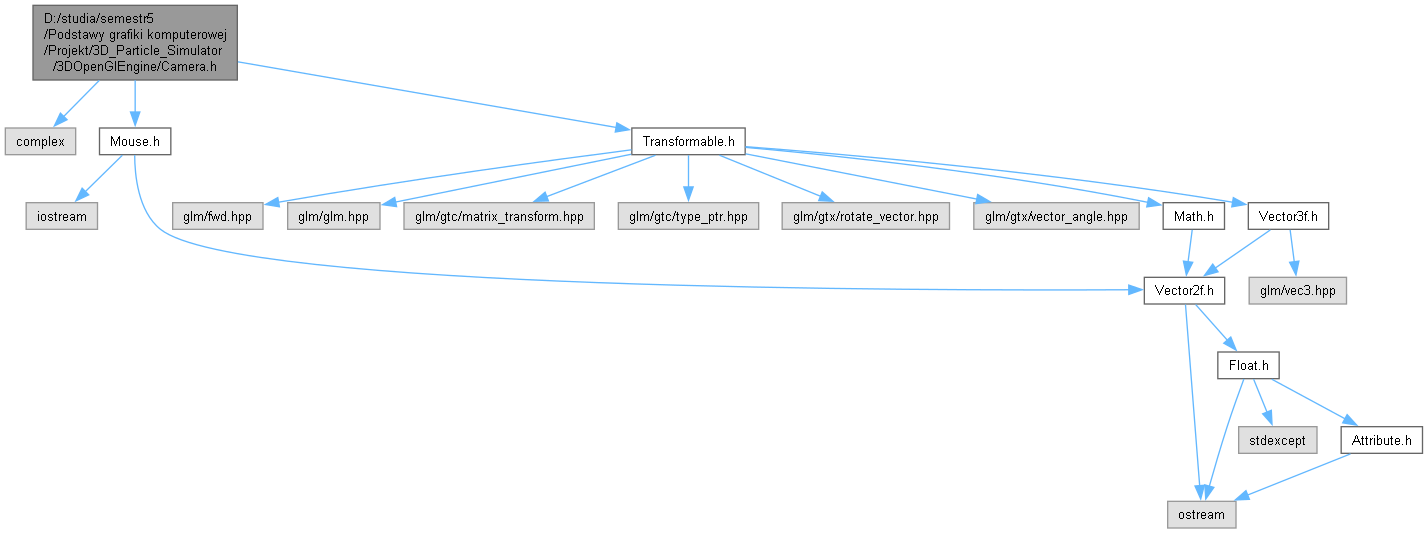 D:/studia/semestr5
/Podstawy grafiki komputerowej
/Projekt/3D_Particle_Simulator
/3DOpenGlEngine/Camera.h
complex
Mouse.h
Transformable.h
iostream
glm/fwd.hpp
glm/glm.hpp
glm/gtc/matrix_transform.hpp
glm/gtc/type_ptr.hpp
glm/gtx/rotate_vector.hpp
glm/gtx/vector_angle.hpp
Math.h
Vector3f.h
Vector2f.h
glm/vec3.hpp
Float.h
stdexcept
Attribute.h
ostream